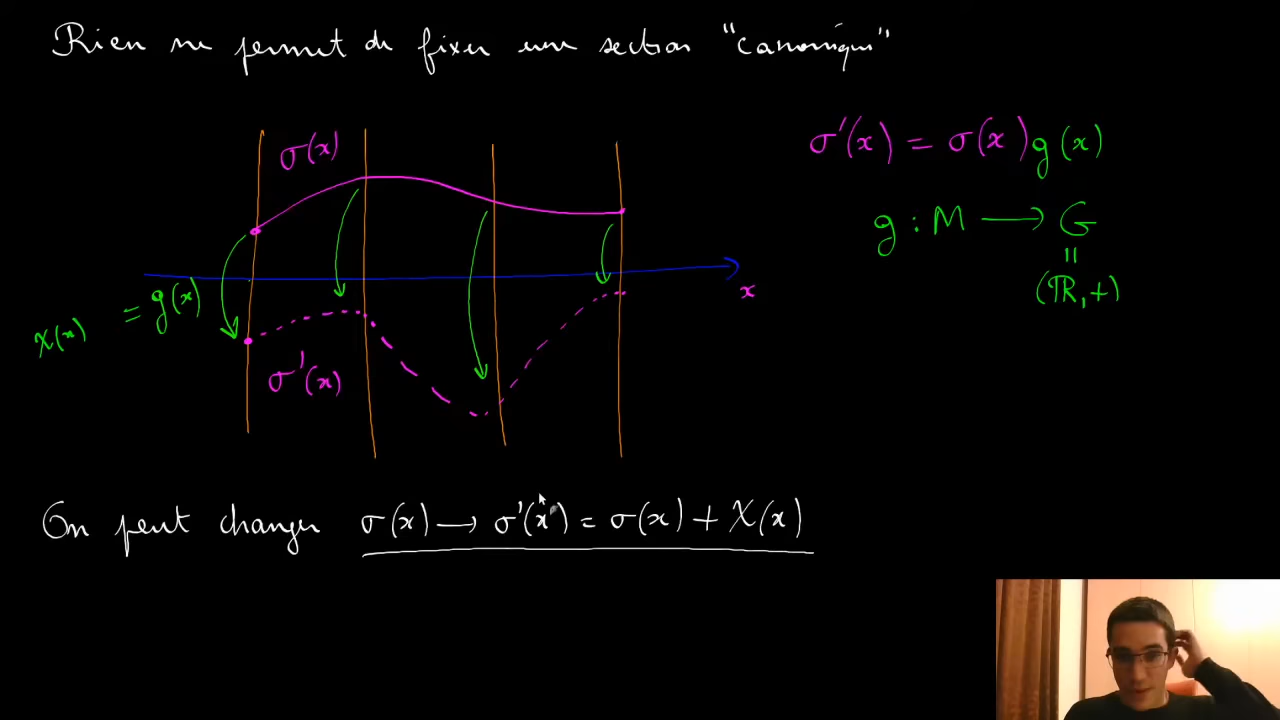 Rien ne permet de fixer une section "canonique"
σ(x)
σ'(x) = σ(x)g(x)
g : M ⟶ G
=
(ℝ, +)
x
χ(x) = g(x)
σ'(x)
On peut changer σ(x) ⟶ σ'(x) = σ(x) + χ(x)